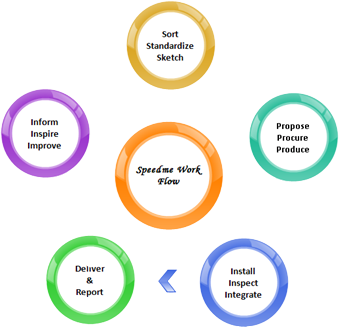 Sort
Standardize
Sketch
Inform
Inspire
Improve
Propose
Procure
Produce
Speedme Work
Flow
Deliver
&
Report
Install
Inspect
Integrate